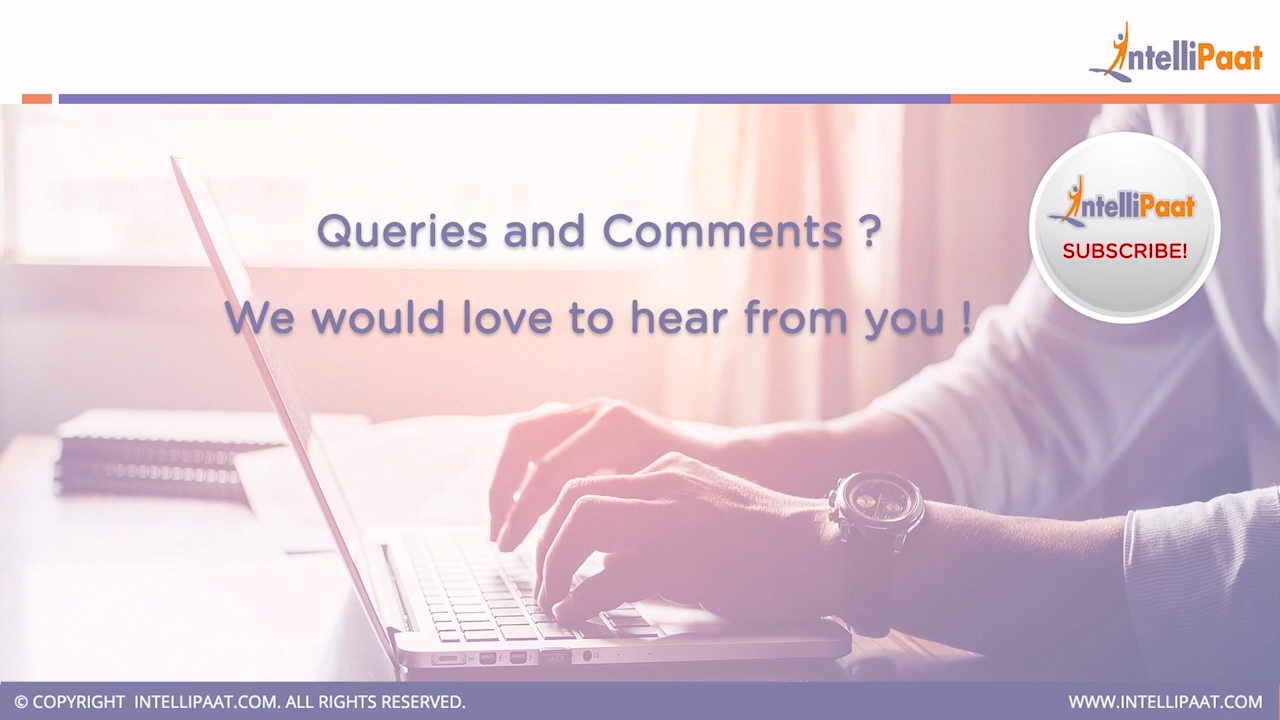 IntelliPaat
Queries and Comments ?
We would love to hear from you !
IntelliPaat
SUBSCRIBE!
© COPYRIGHT INTELLIPAAT.COM. ALL RIGHTS RESERVED.
WWW.INTELLIPAAT.COM